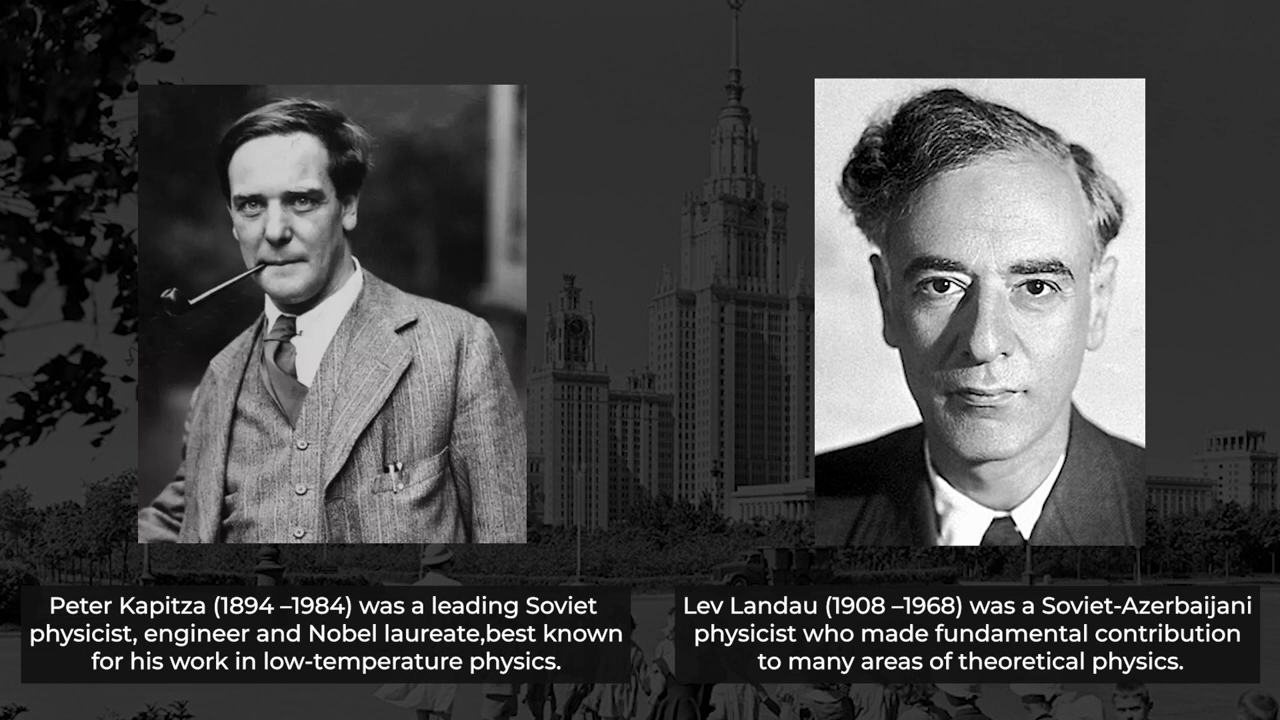 Peter Kapitza (1894 –1984) was a leading Soviet
physicist, engineer and Nobel laureate,best known
for his work in low-temperature physics.
Lev Landau (1908 –1968) was a Soviet-Azerbaijani
physicist who made fundamental contribution
to many areas of theoretical physics.